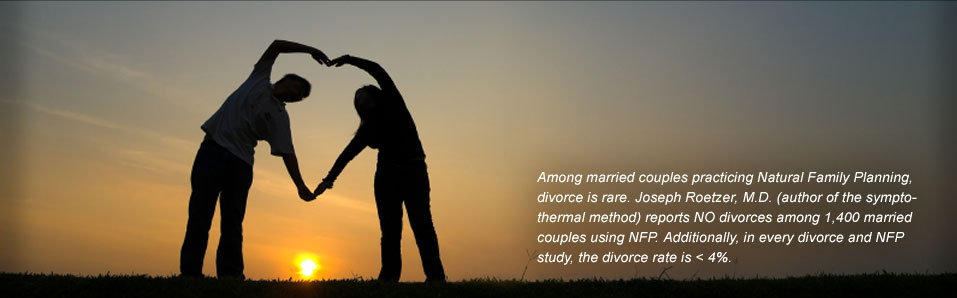 Among married couples practicing Natural Family Planning,
divorce is rare. Joseph Roetzer, M.D. (author of the sympto-
thermal method) reports NO divorces among 1,400 married
couples using NFP. Additionally, in every divorce and NFP
study, the divorce rate is < 4%.